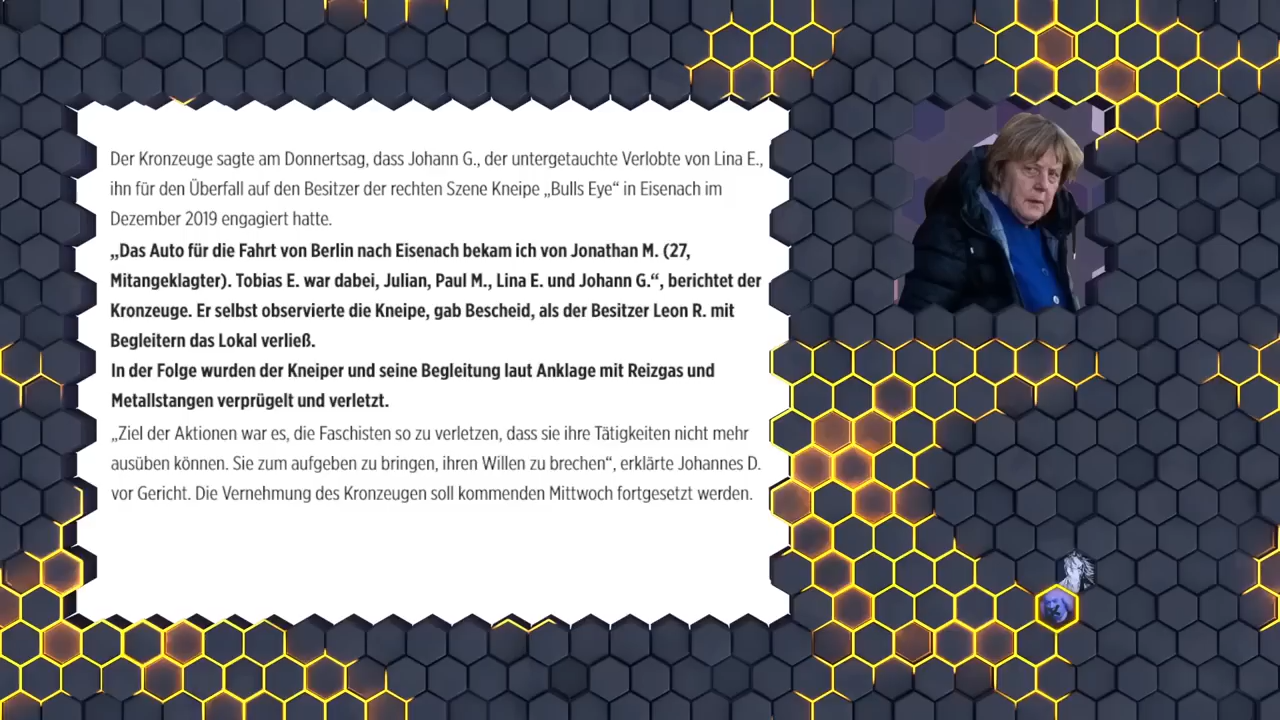 Der Kronzeuge sagte am Donnertsag, dass Johann G., der untergetauchte Verlobte von Lina E.,
ihn für den Überfall auf den Besitzer der rechten Szene Kneipe „Bulls Eye“ in Eisenach im
Dezember 2019 engagiert hatte.
„Das Auto für die Fahrt von Berlin nach Eisenach bekam ich von Jonathan M. (27,
Mitangeklagter). Tobias E. war dabei, Julian, Paul M., Lina E. und Johann G.“, berichtet der
Kronzeuge. Er selbst observierte die Kneipe, gab Bescheid, als der Besitzer Leon R. mit
Begleitern das Lokal verließ.
In der Folge wurden der Kneiper und seine Begleitung laut Anklage mit Reizgas und
Metallstangen verprügelt und verletzt.
„Ziel der Aktionen war es, die Faschisten so zu verletzen, dass sie ihre Tätigkeiten nicht mehr
ausüben können. Sie zum aufgeben zu bringen, ihren Willen zu brechen“, erklärte Johannes D.
vor Gericht. Die Vernehmung des Kronzeugen soll kommenden Mittwoch fortgesetzt werden.